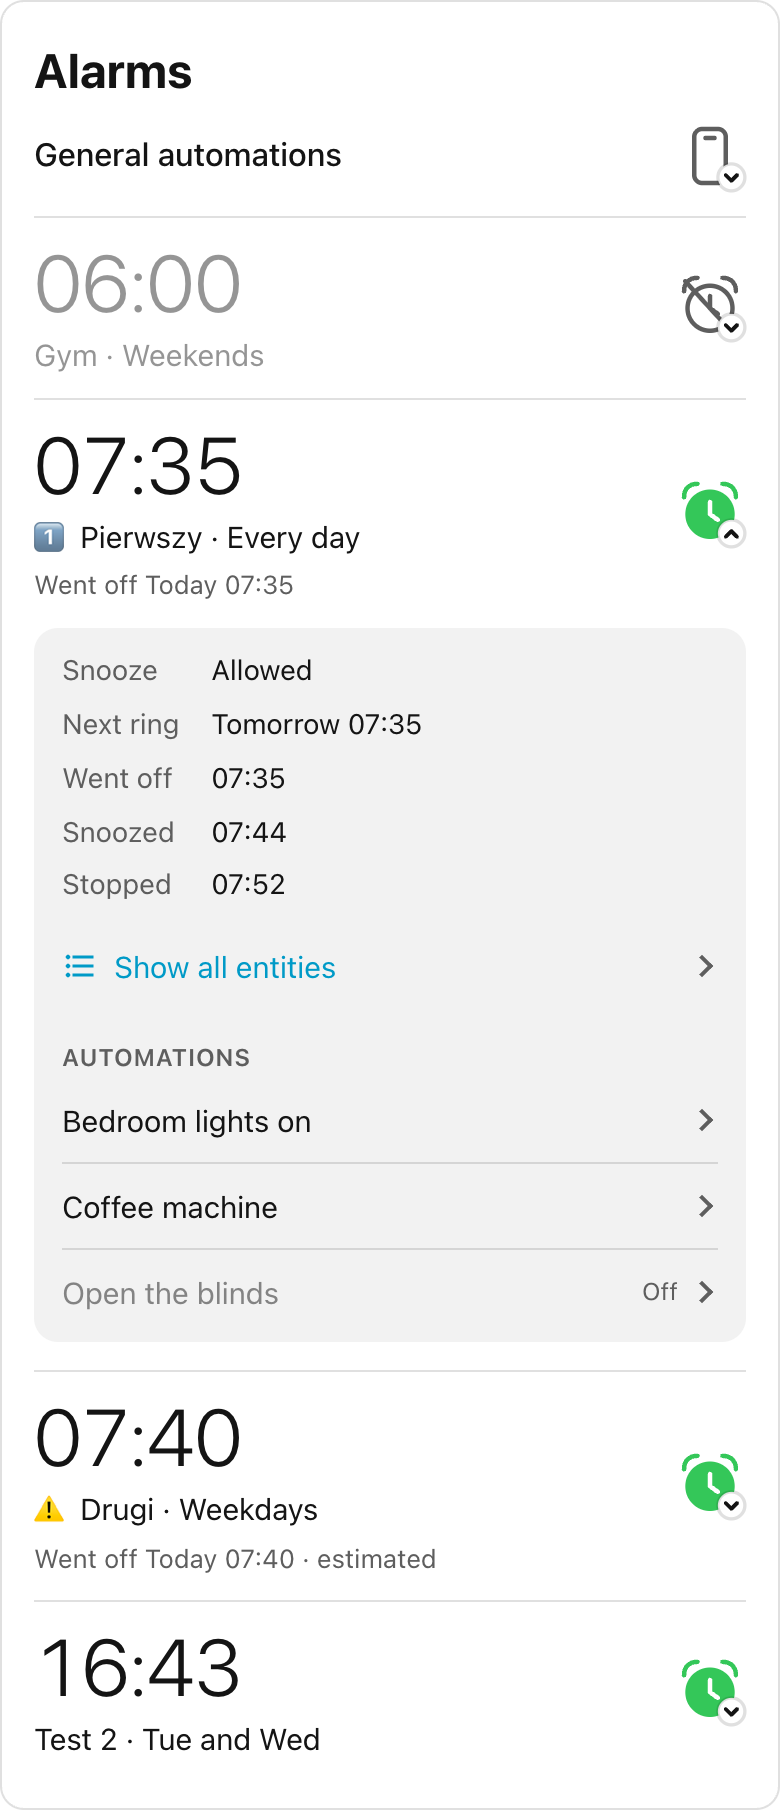 Alarms
General automations
06:00
Gym · Weekends
07:35
1️⃣ Pierwszy · Every day
Went off Today 07:35
Snooze Allowed
Next ring Tomorrow 07:35
Went off 07:35
Snoozed 07:44
Stopped 07:52
Show all entities
AUTOMATIONS
Bedroom lights on
Coffee machine
Open the blinds Off
07:40
⚠️ Drugi · Weekdays
Went off Today 07:40 · estimated
16:43
Test 2 · Tue and Wed